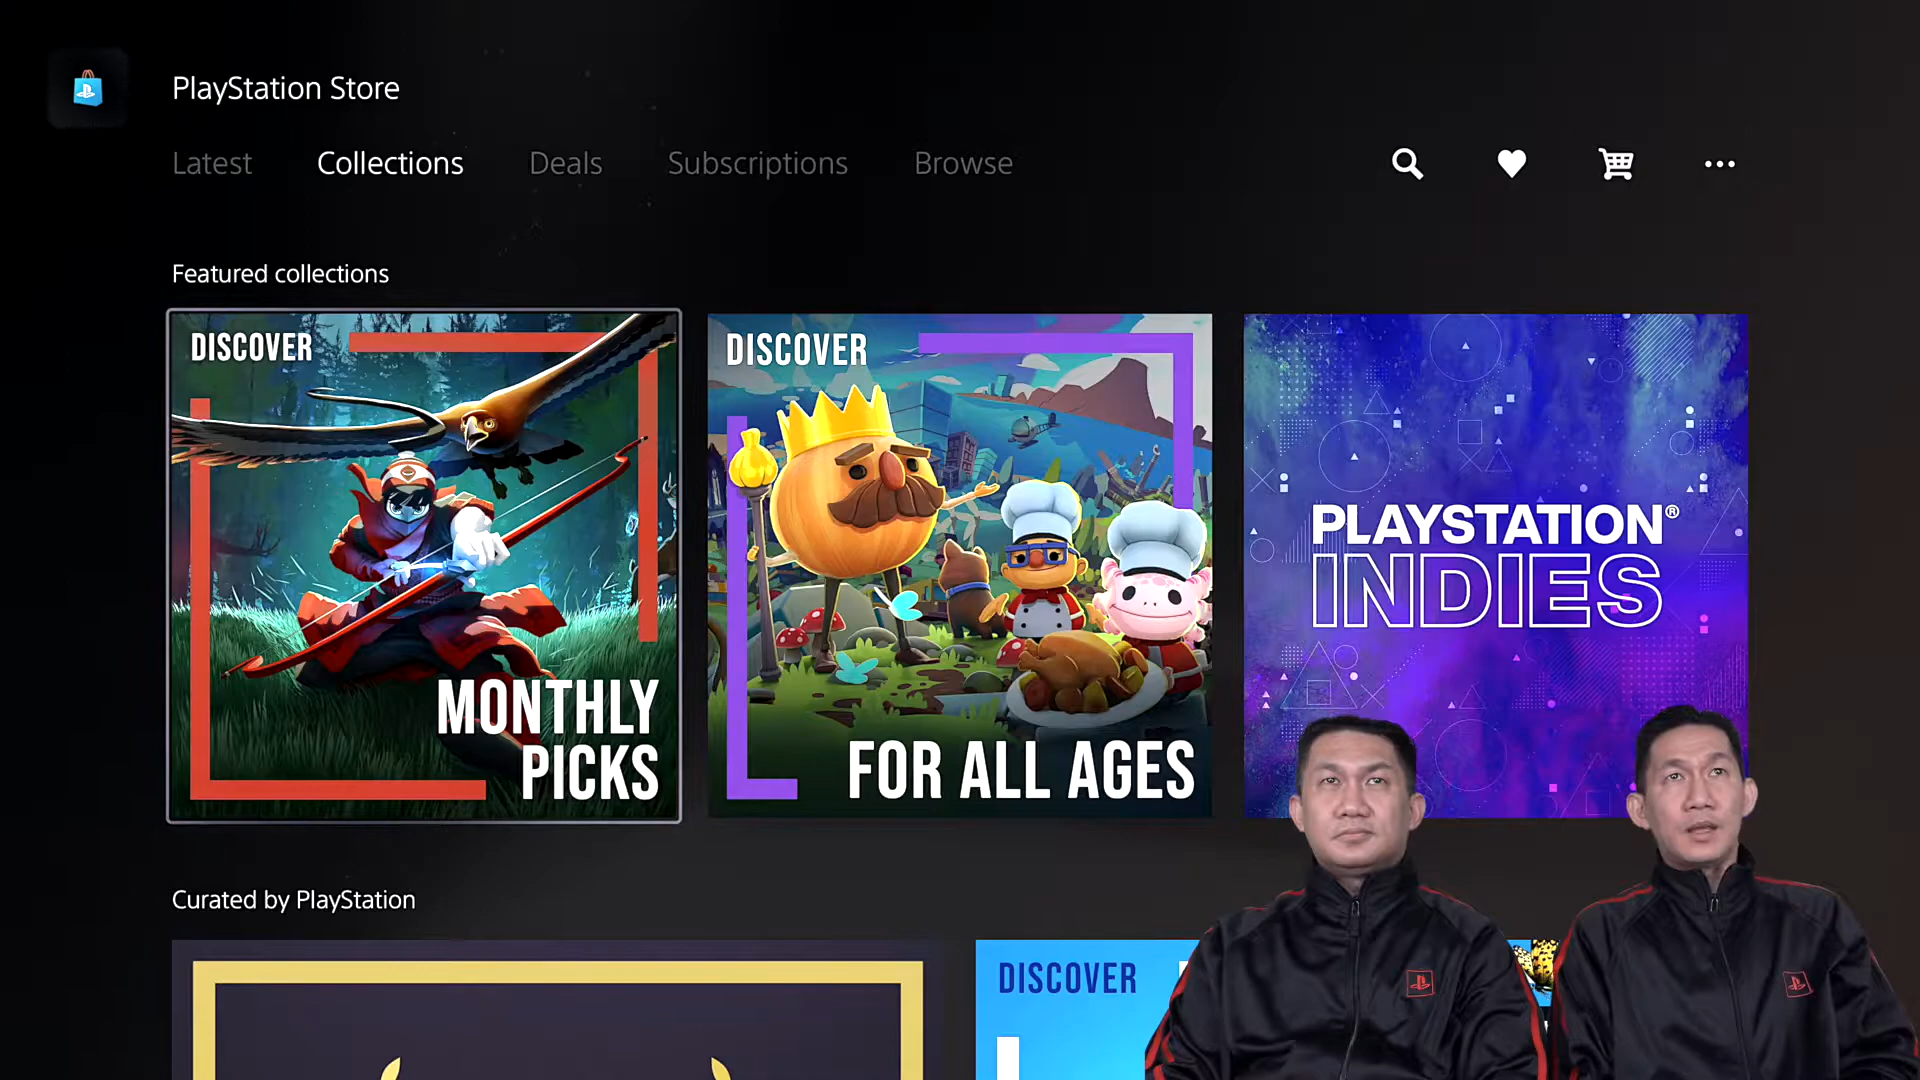 PlayStation Store
Latest Collections Deals Subscriptions Browse
Featured collections
DISCOVER
MONTHLY
PICKS
DISCOVER
FOR ALL AGES
PLAYSTATION®
INDIES
Curated by PlayStation
DISCOVER